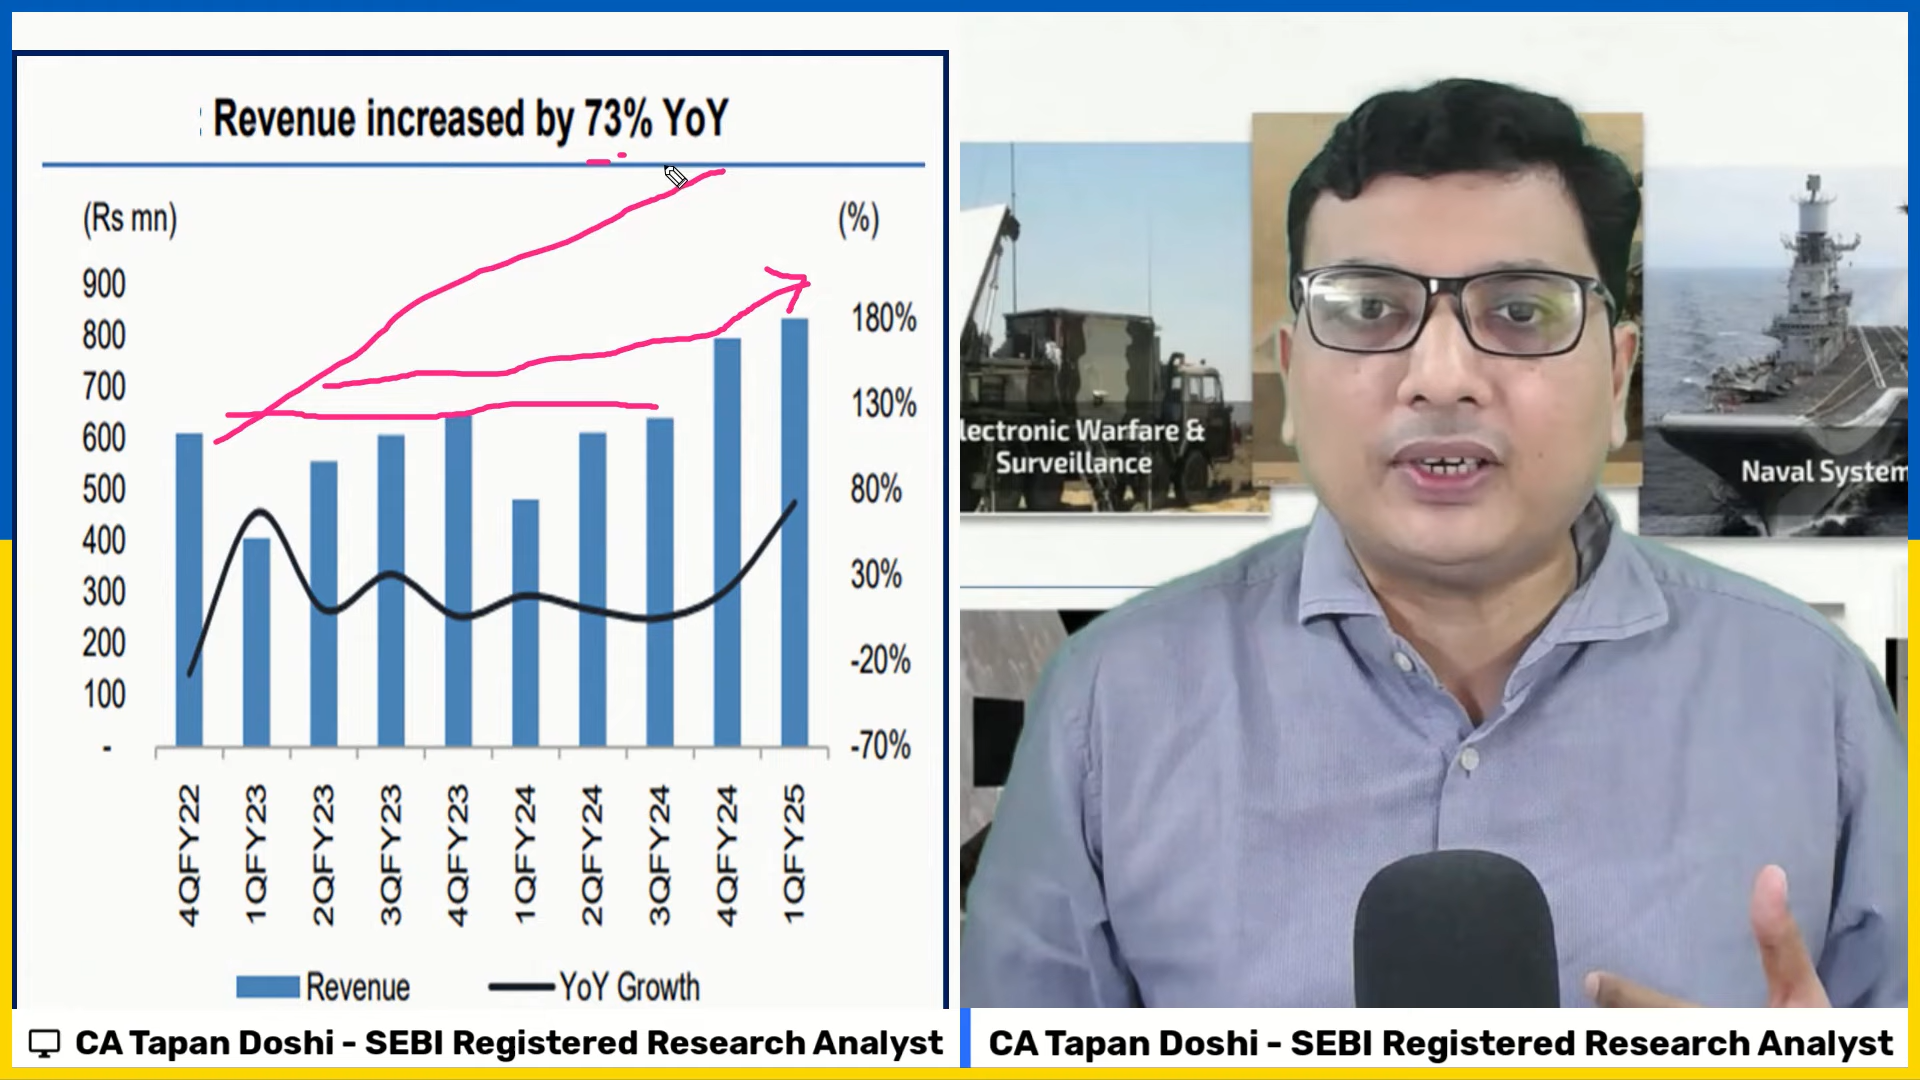 Revenue increased by 73% YoY
(Rs mn)
(%)
900
800
700
600
500
400
300
200
100
-
180%
130%
80%
30%
-20%
-70%
4QFY22
1QFY23
2QFY23
3QFY23
4QFY23
1QFY24
2QFY24
3QFY24
4QFY24
1QFY25
Revenue
YoY Growth
CA Tapan Doshi - SEBI Registered Research Analyst
lectronic Warfare &
Surveillance
Naval System
CA Tapan Doshi - SEBI Registered Research Analyst